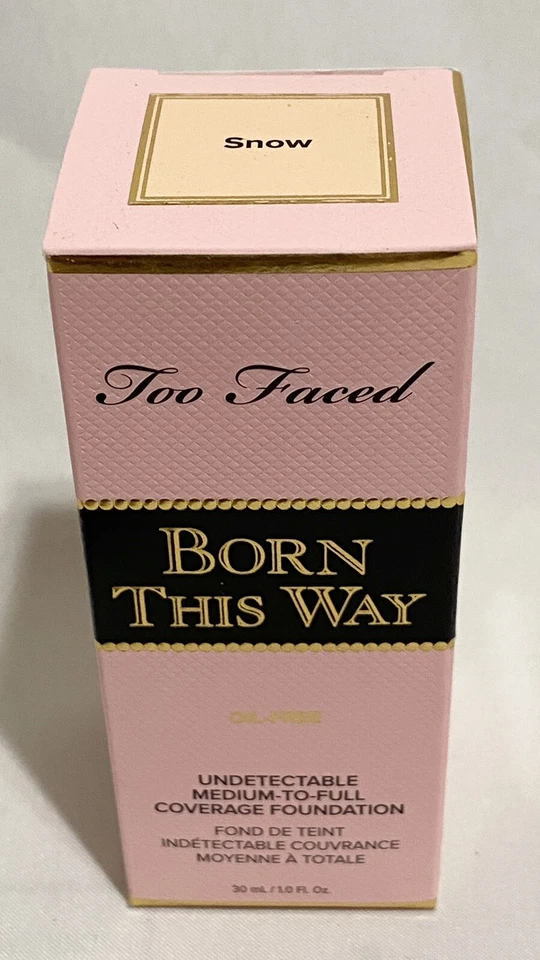 Snow
Too Faced
BORN
THIS WAY
OIL-FREE
UNDETECTABLE
MEDIUM-TO-FULL
COVERAGE FOUNDATION
FOND DE TEINT
INDÉTECTABLE COUVRANCE
MOYENNE À TOTALE
30 mL / 1.0 Fl. Oz.